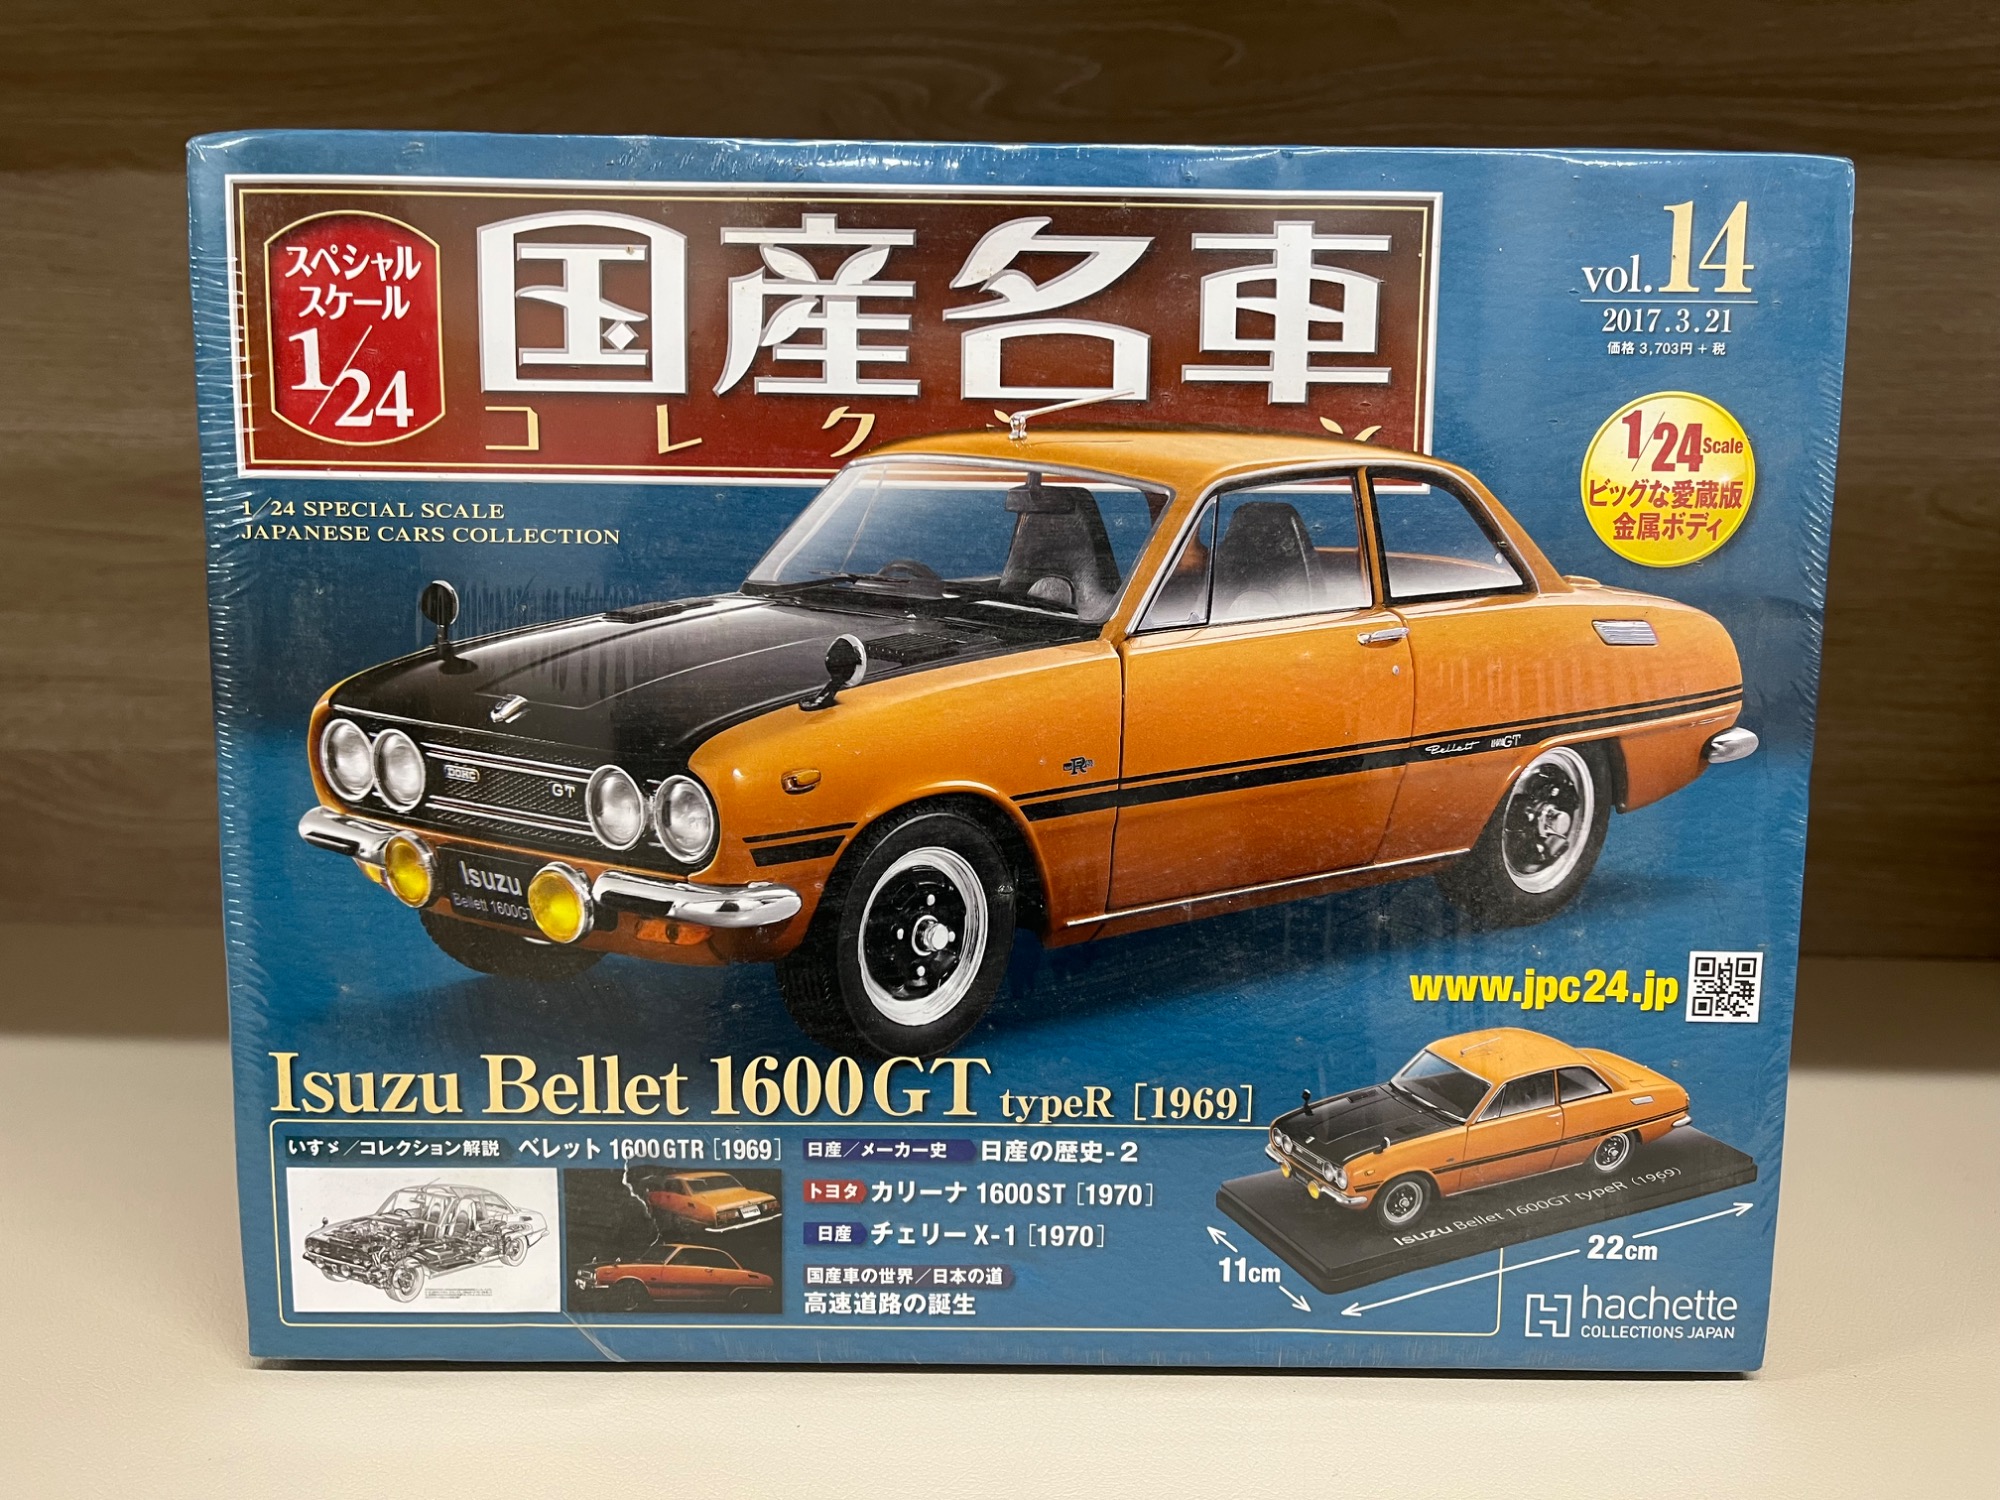 スペシャル
スケール
1/24
国産名車
コレクション
vol.14
2017.3.21
価格 3,703円 + 税
1/24 SPECIAL SCALE
JAPANESE CARS COLLECTION
1/24 Scale
ビッグな愛蔵版
金属ボディ
DOHC
GT
R
Bellett 1600GT
Isuzu
Bellett 1600GT
www.jpc24.jp
Isuzu Bellet 1600GT typeR [1969]
いすゞ/コレクション解説 ベレット 1600GTR [1969]
日産/メーカー史 日産の歴史-2
トヨタ カリーナ 1600ST [1970]
日産 チェリー X-1 [1970]
国産車の世界/日本の道
高速道路の誕生
Isuzu Bellet 1600GT typeR (1969)
11cm
22cm
hachette
COLLECTIONS JAPAN